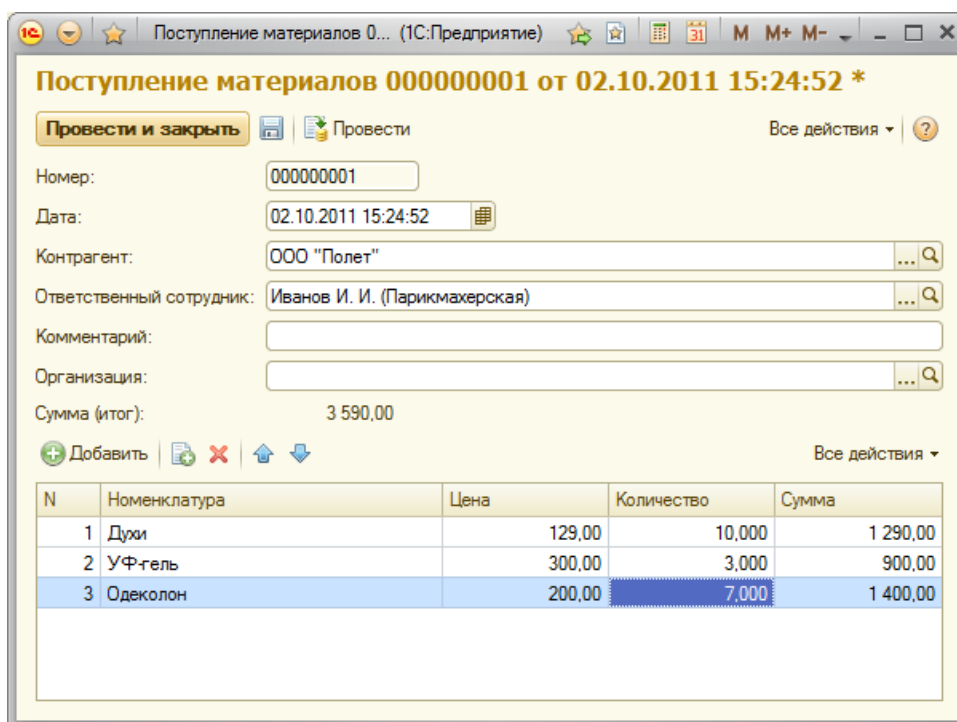 1С Поступление материалов 0... (1С:Предприятие) 31 M M+ M-
Поступление материалов 000000001 от 02.10.2011 15:24:52 *
Провести и закрыть Провести Все действия ?
Номер: 000000001
Дата: 02.10.2011 15:24:52
Контрагент: ООО "Полет" ...
Ответственный сотрудник: Иванов И. И. (Парикмахерская) ...
Комментарий:
Организация: ...
Сумма (итог): 3 590,00
Добавить Все действия
N Номенклатура Цена Количество Сумма
1 Духи 129,00 10,000 1 290,00
2 УФ-гель 300,00 3,000 900,00
3 Одеколон 200,00 7,000 1 400,00